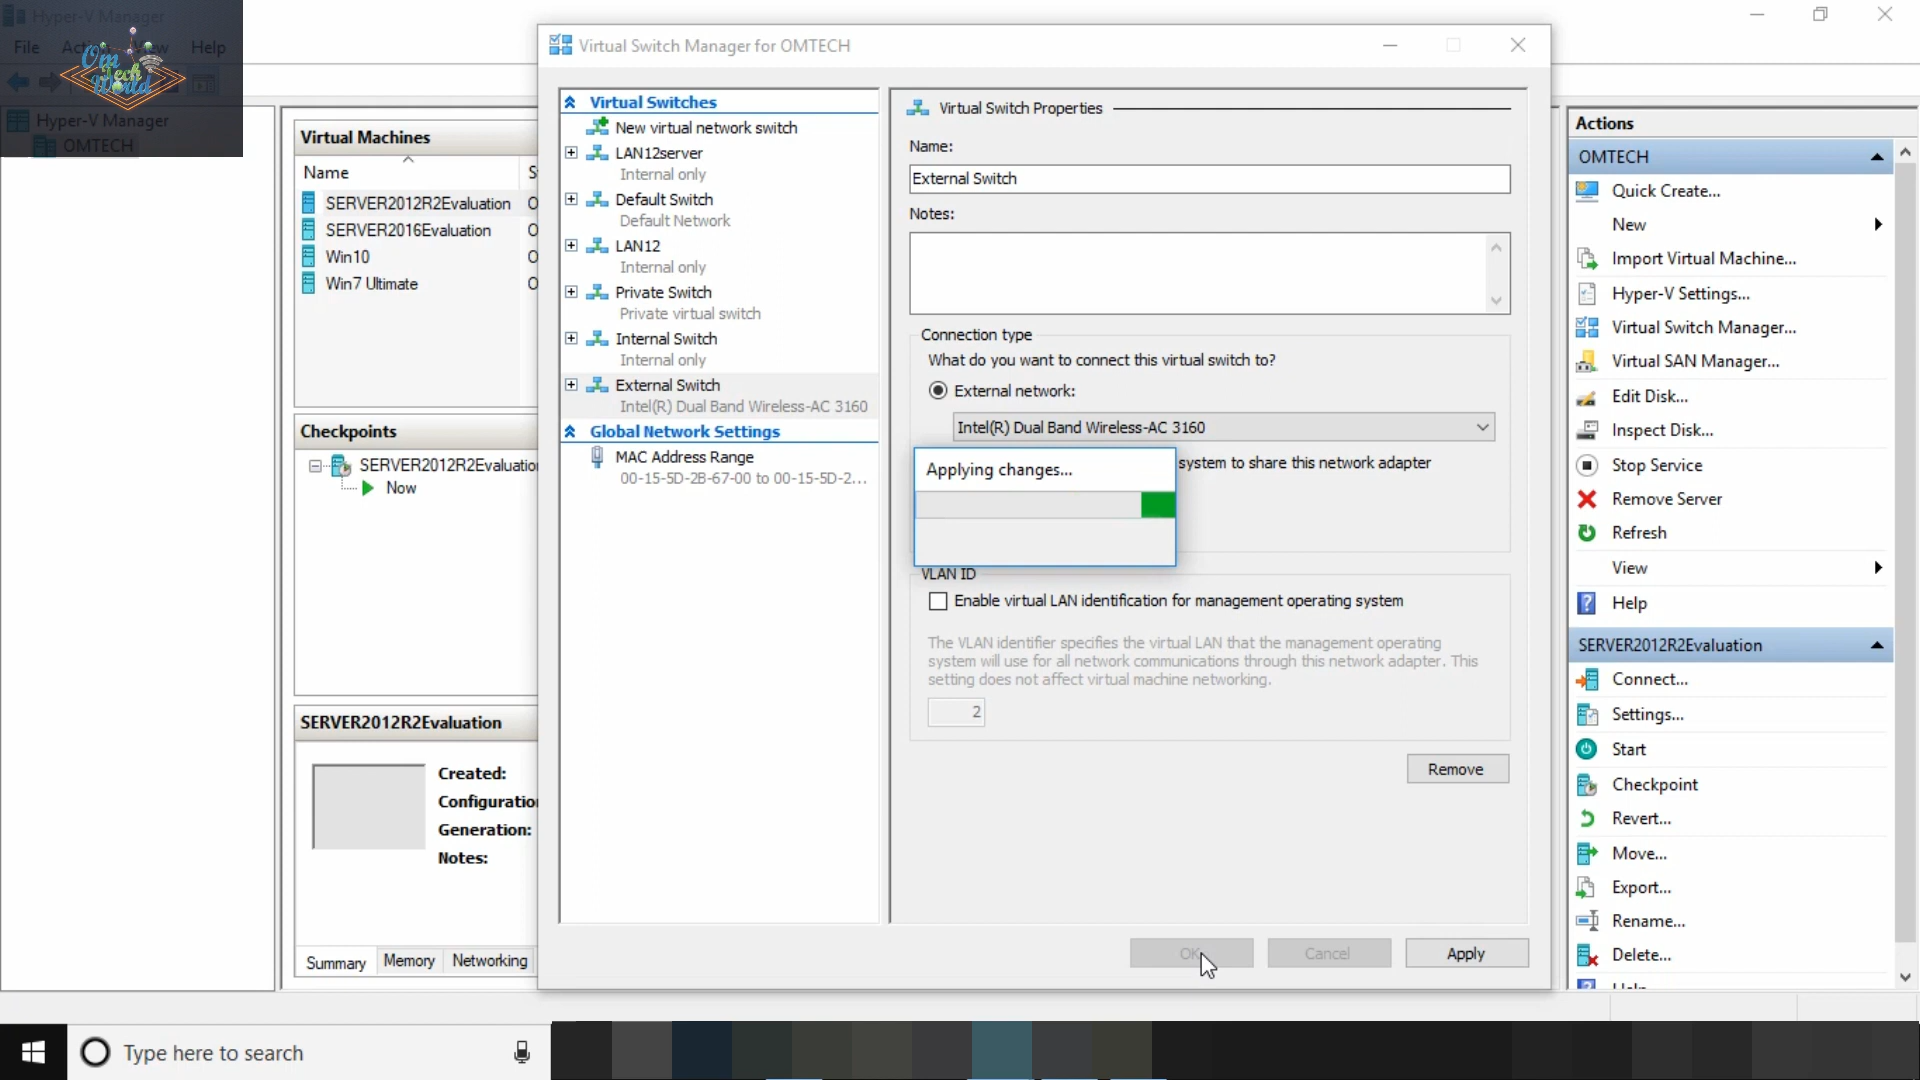 Hyper-V Manager
File Action View Help
Om
Tech
World
Hyper-V Manager
OMTECH
Virtual Machines
Name
SERVER2012R2Evaluation
SERVER2016Evaluation
Win10
Win7 Ultimate
Checkpoints
SERVER2012R2Evaluatio
Now
SERVER2012R2Evaluation
Created:
Configuratio
Generation:
Notes:
Summary Memory Networking
Virtual Switch Manager for OMTECH
Virtual Switches
New virtual network switch
LAN12server
Internal only
Default Switch
Default Network
LAN12
Internal only
Private Switch
Private virtual switch
Internal Switch
Internal only
External Switch
Intel(R) Dual Band Wireless-AC 3160
Global Network Settings
MAC Address Range
00-15-5D-2B-67-00 to 00-15-5D-2...
Virtual Switch Properties
Name:
External Switch
Notes:
Connection type
What do you want to connect this virtual switch to?
External network:
Intel(R) Dual Band Wireless-AC 3160
system to share this network adapter
Applying changes...
VLAN ID
Enable virtual LAN identification for management operating system
The VLAN identifier specifies the virtual LAN that the management operating
system will use for all network communications through this network adapter. This
setting does not affect virtual machine networking.
2
Remove
OK Cancel Apply
Actions
OMTECH
Quick Create...
New
Import Virtual Machine...
Hyper-V Settings...
Virtual Switch Manager...
Virtual SAN Manager...
Edit Disk...
Inspect Disk...
Stop Service
Remove Server
Refresh
View
Help
SERVER2012R2Evaluation
Connect...
Settings...
Start
Checkpoint
Revert...
Move...
Export...
Rename...
Delete...
Help
Type here to search